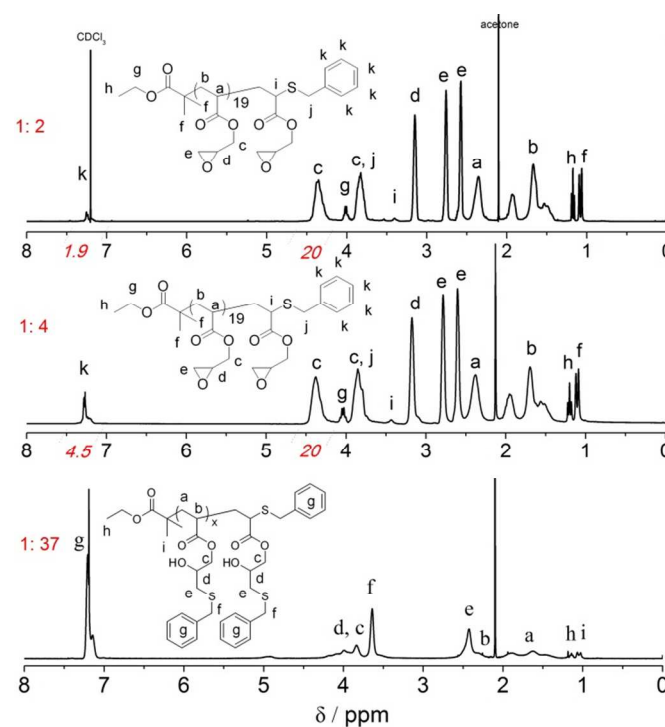 CDCl3
acetone
1: 2
h
g
O
O
b
a
19
f
f
i
S
j
k
k
k
k
k
O
O
c
e
d
O
O
O
O
k
c
g
c, j
i
d
e
e
a
b
h
f
8
7
6
5
4
3
2
1
0
1.9
20
1: 4
h
g
O
O
b
a
19
f
f
i
S
j
k
k
k
k
k
O
O
c
e
d
O
O
O
O
k
c
g
c, j
i
d
e
e
a
b
h
f
8
7
6
5
4
3
2
1
0
4.5
20
1: 37
h
O
O
a
b
x
i
S
g
O
O
c
HO
d
e
S
f
g
O
O
c
HO
d
e
S
f
g
g
d, c
f
e
b
a
h
i
8
7
6
5
4
3
2
1
0
δ / ppm